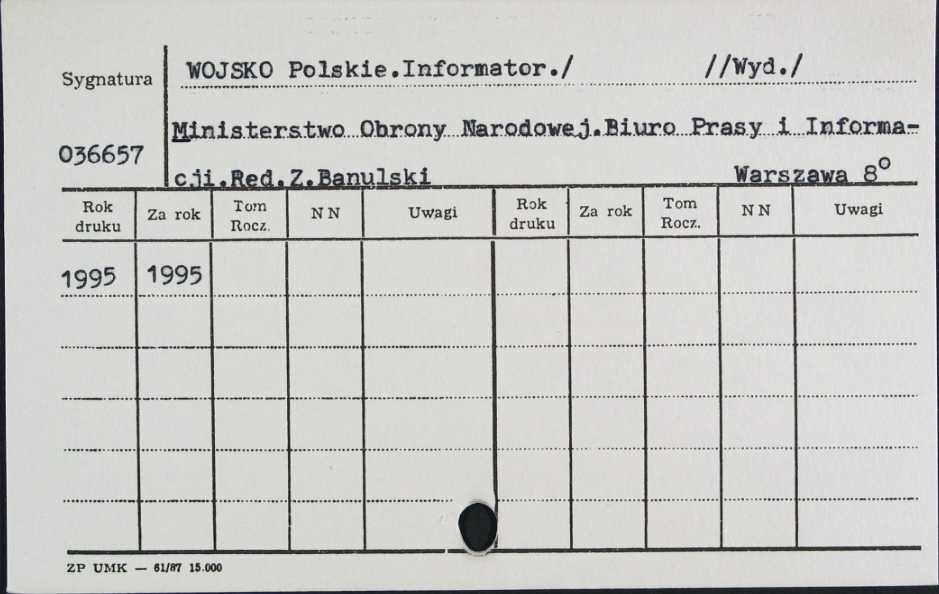 Sygnatura
WOJSKO Polskie.Informator./ //Wyd./
Ministerstwo Obrony Narodowej.Biuro Prasy i Informa-
036657
cji.Red.Z.Banulski Warszawa 8°
Rok druku Za rok Tom Rocz. NN Uwagi Rok druku Za rok Tom Rocz. NN Uwagi
1995 1995
ZP UMK — 61/87 15.000